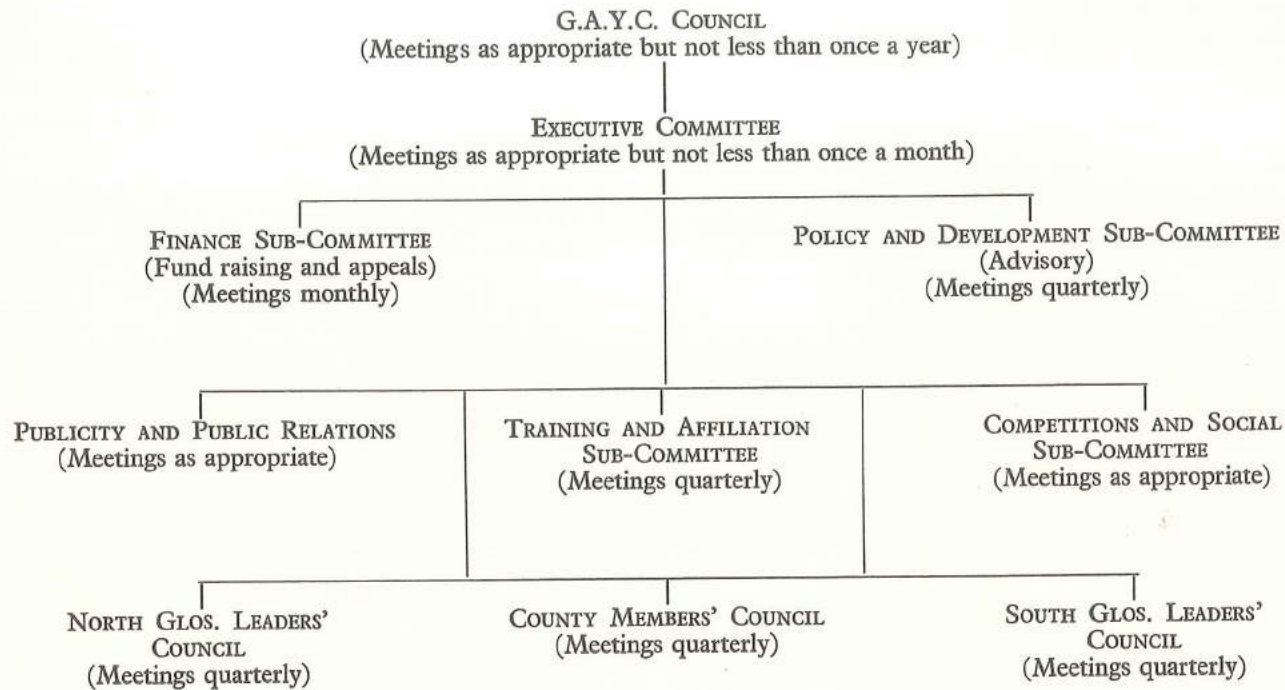 G.A.Y.C. COUNCIL
(Meetings as appropriate but not less than once a year)
EXECUTIVE COMMITTEE
(Meetings as appropriate but not less than once a month)
FINANCE SUB-COMMITTEE
(Fund raising and appeals)
(Meetings monthly)
POLICY AND DEVELOPMENT SUB-COMMITTEE
(Advisory)
(Meetings quarterly)
PUBLICITY AND PUBLIC RELATIONS
(Meetings as appropriate)
TRAINING AND AFFILIATION
SUB-COMMITTEE
(Meetings quarterly)
COMPETITIONS AND SOCIAL
SUB-COMMITTEE
(Meetings as appropriate)
NORTH GLOS. LEADERS'
COUNCIL
(Meetings quarterly)
COUNTY MEMBERS' COUNCIL
(Meetings quarterly)
SOUTH GLOS. LEADERS'
COUNCIL
(Meetings quarterly)